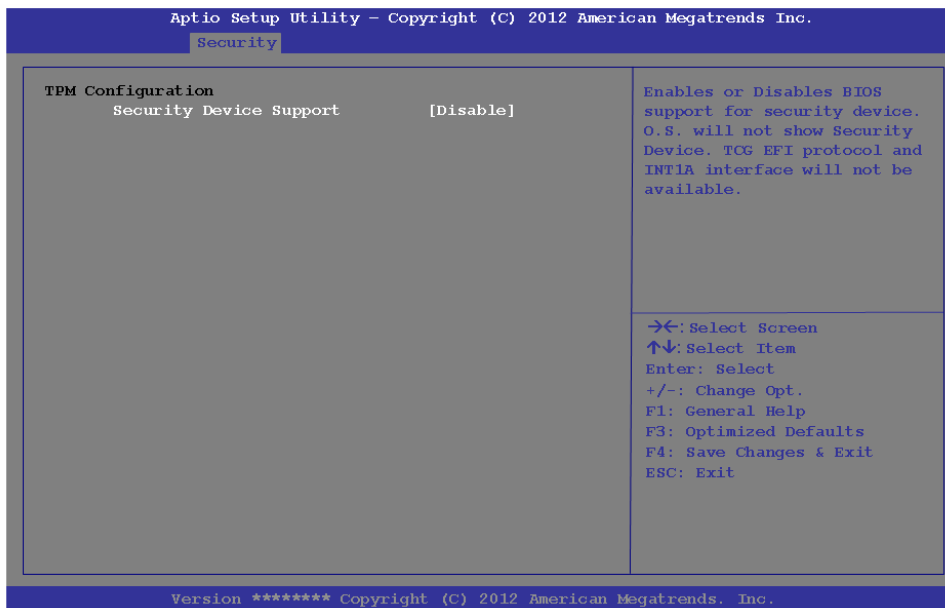 Aptio Setup Utility – Copyright (C) 2012 American Megatrends Inc.
Security
TPM Configuration
Security Device Support [Disable]
Enables or Disables BIOS
support for security device.
O.S. will not show Security
Device. TCG EFI protocol and
INT1A interface will not be
available.
→←:Select Screen
↑↓:Select Item
Enter: Select
+/-: Change Opt.
F1: General Help
F3: Optimized Defaults
F4: Save Changes & Exit
ESC: Exit
Version ******** Copyright (C) 2012 American Megatrends. Inc.